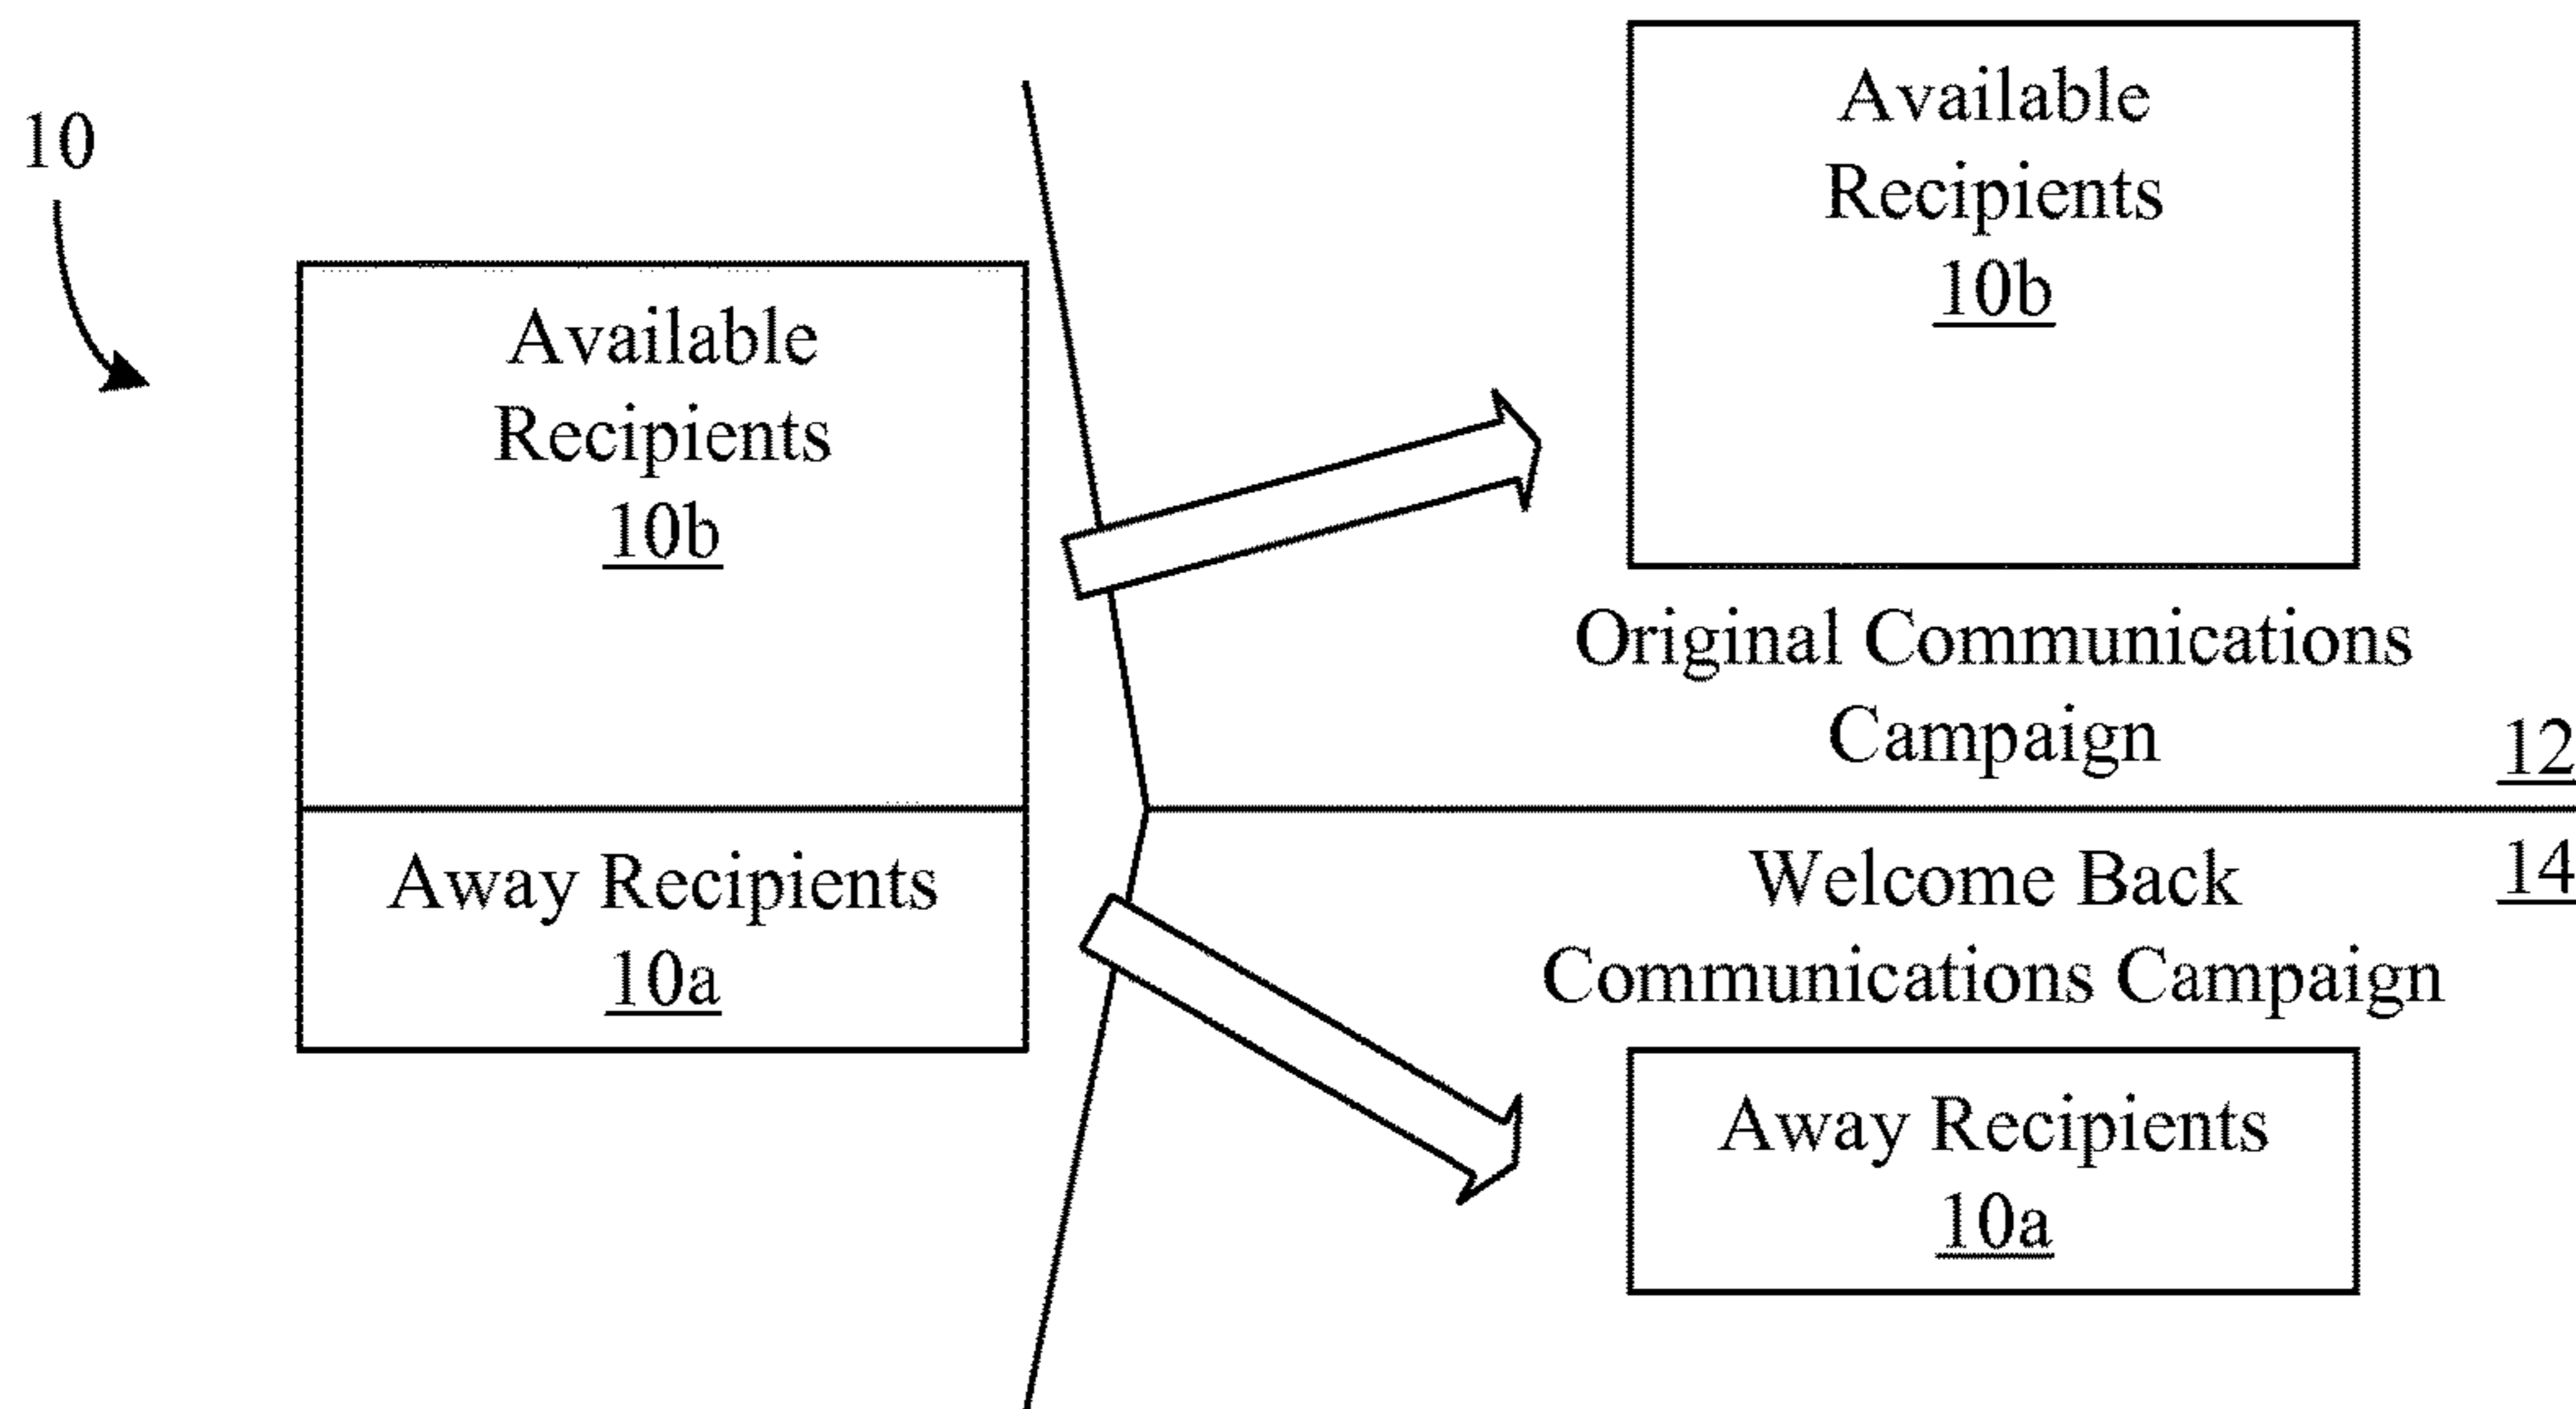 10
Available
Recipients
10b
Away Recipients
10a
Available
Recipients
10b
Original Communications
Campaign
12
Welcome Back
14
Communications Campaign
Away Recipients
10a